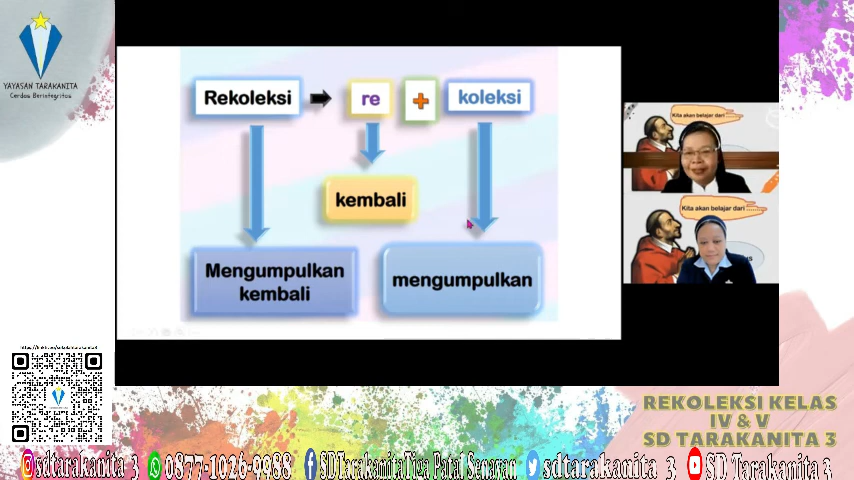 YAYASAN TARAKANITA
Cerdas Berintegritas
Rekoleksi
re
+
koleksi
kembali
Mengumpulkan
kembali
mengumpulkan
Kita akan belajar dari
Kita akan belajar dari
REKOLEKSI KELAS
IV & V
SD TARAKANITA 3
sdtarakanita 3
0877-1026-9988
SDTarakanitaTiga Patal Senayan
sdtarakanita 3
SD Tarakanita 3